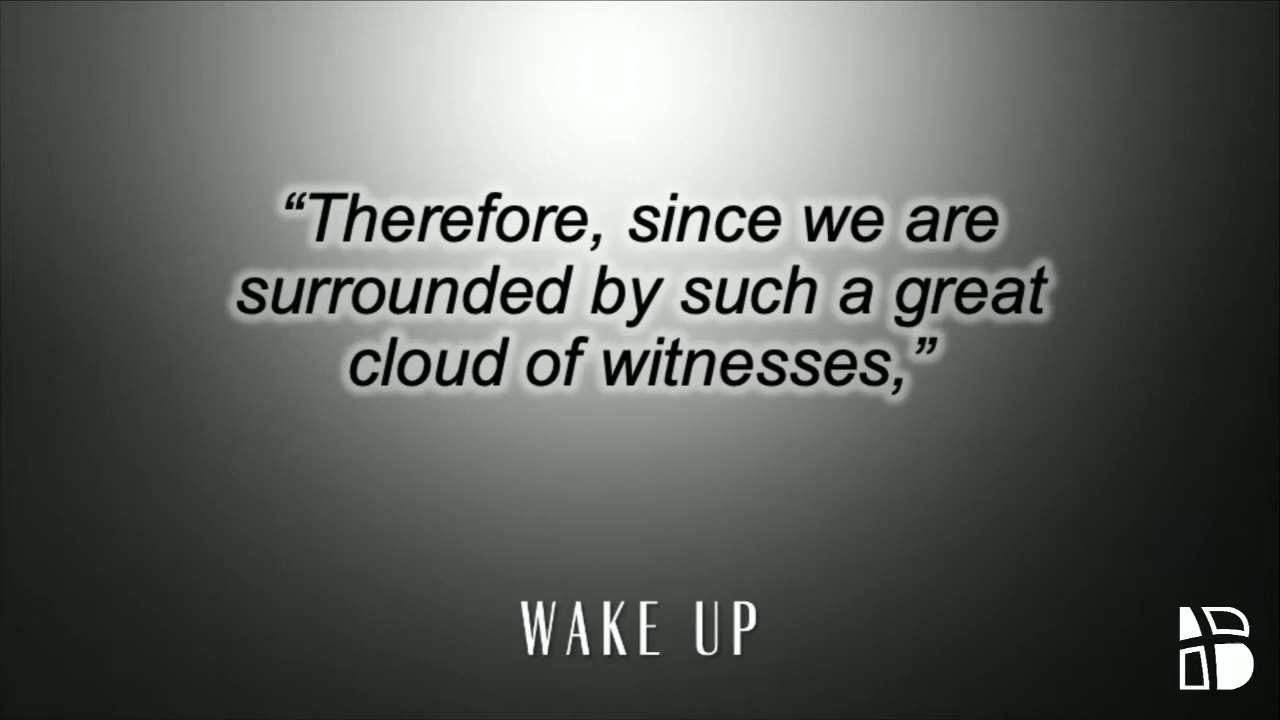 “Therefore, since we are
surrounded by such a great
cloud of witnesses,”
WAKE UP